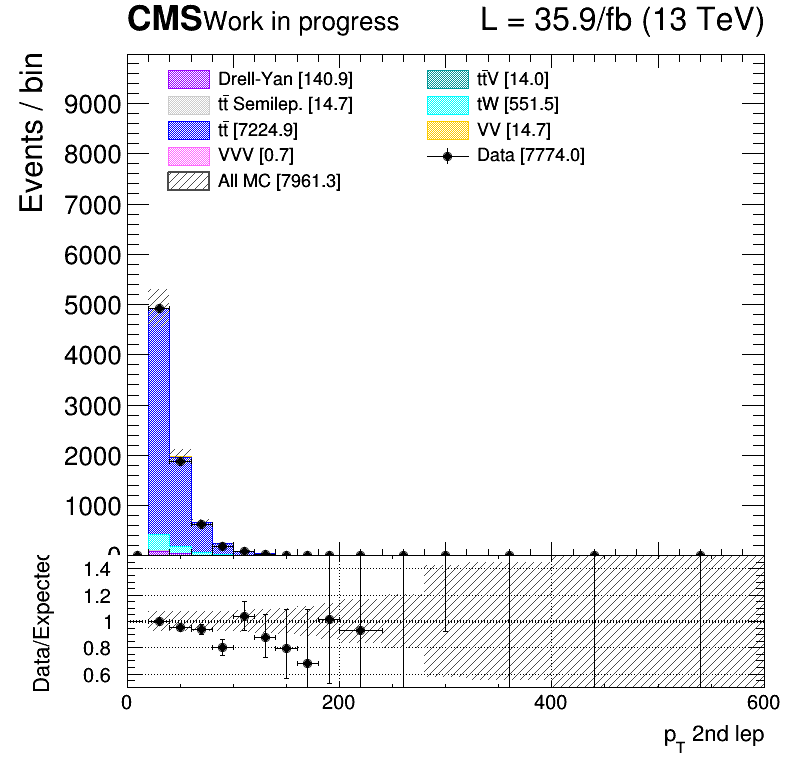 CMS Work in progress L = 35.9/fb (13 TeV)
Events / bin
Drell-Yan [140.9]
tt̄ Semilep. [14.7]
tt̄ [7224.9]
VVV [0.7]
All MC [7961.3]
tt̄V [14.0]
tW [551.5]
VV [14.7]
Data [7774.0]
9000
8000
7000
6000
5000
4000
3000
2000
1000
0
Data/Expected
1.4
1.2
1
0.8
0.6
0 200 400 600
p_T 2nd lep